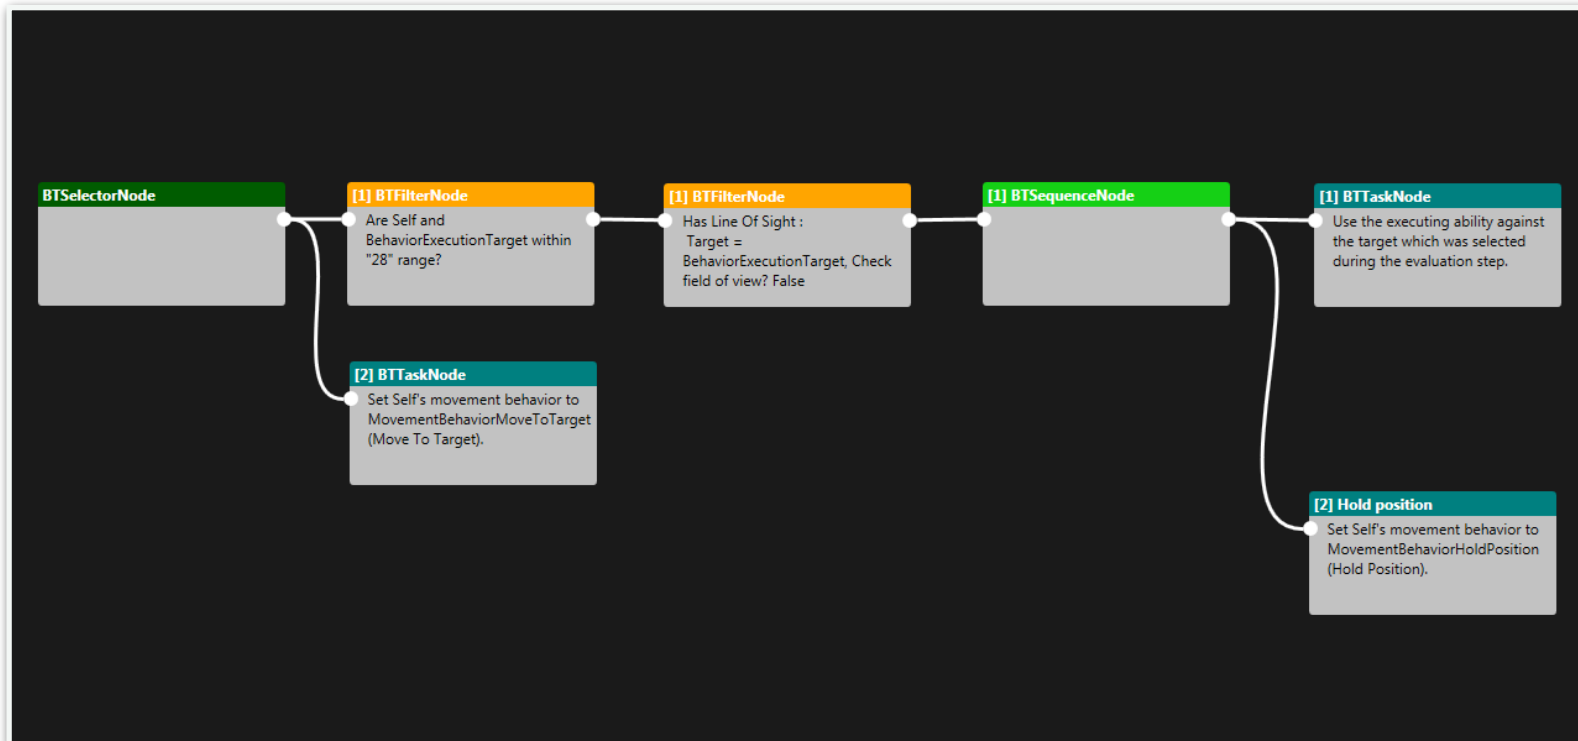 BTSelectorNode
[1] BTFilterNode
Are Self and
BehaviorExecutionTarget within
"28" range?
[1] BTFilterNode
Has Line Of Sight :
Target =
BehaviorExecutionTarget, Check
field of view? False
[1] BTSequenceNode
[1] BTTaskNode
Use the executing ability against
the target which was selected
during the evaluation step.
[2] BTTaskNode
Set Self's movement behavior to
MovementBehaviorMoveToTarget
(Move To Target).
[2] Hold position
Set Self's movement behavior to
MovementBehaviorHoldPosition
(Hold Position).